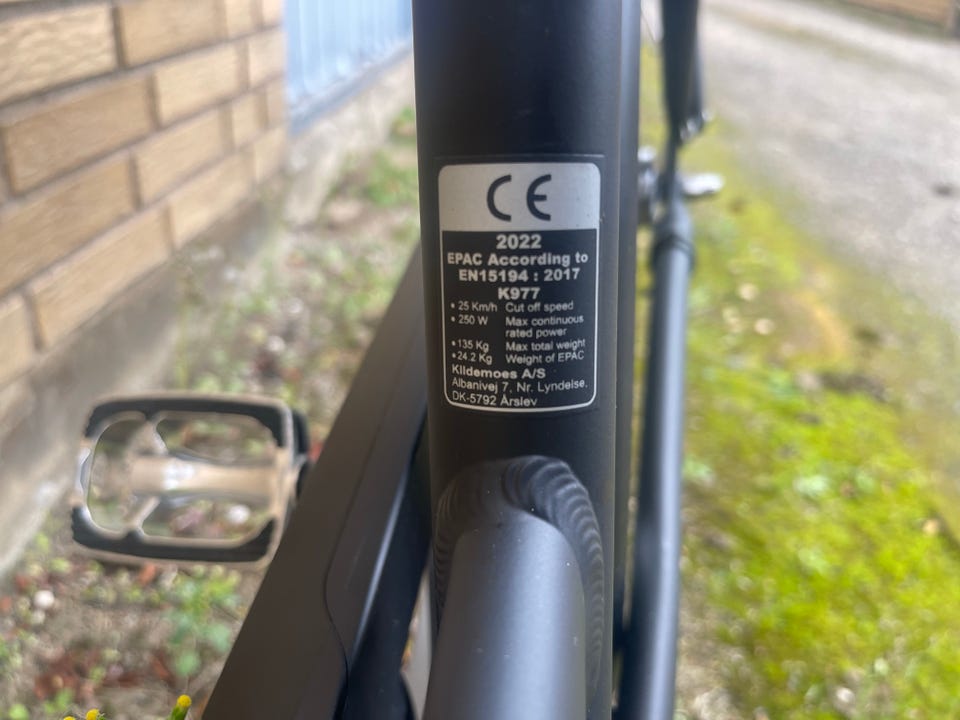 CE
2022
EPAC According to
EN15194 : 2017
K977
• 25 Km/h Cut off speed
• 250 W Max continuous
rated power
• 135 Kg Max total weight
• 24.2 Kg Weight of EPAC
Kildemoes A/S
Albanivej 7, Nr. Lyndelse.
DK-5792 Årslev